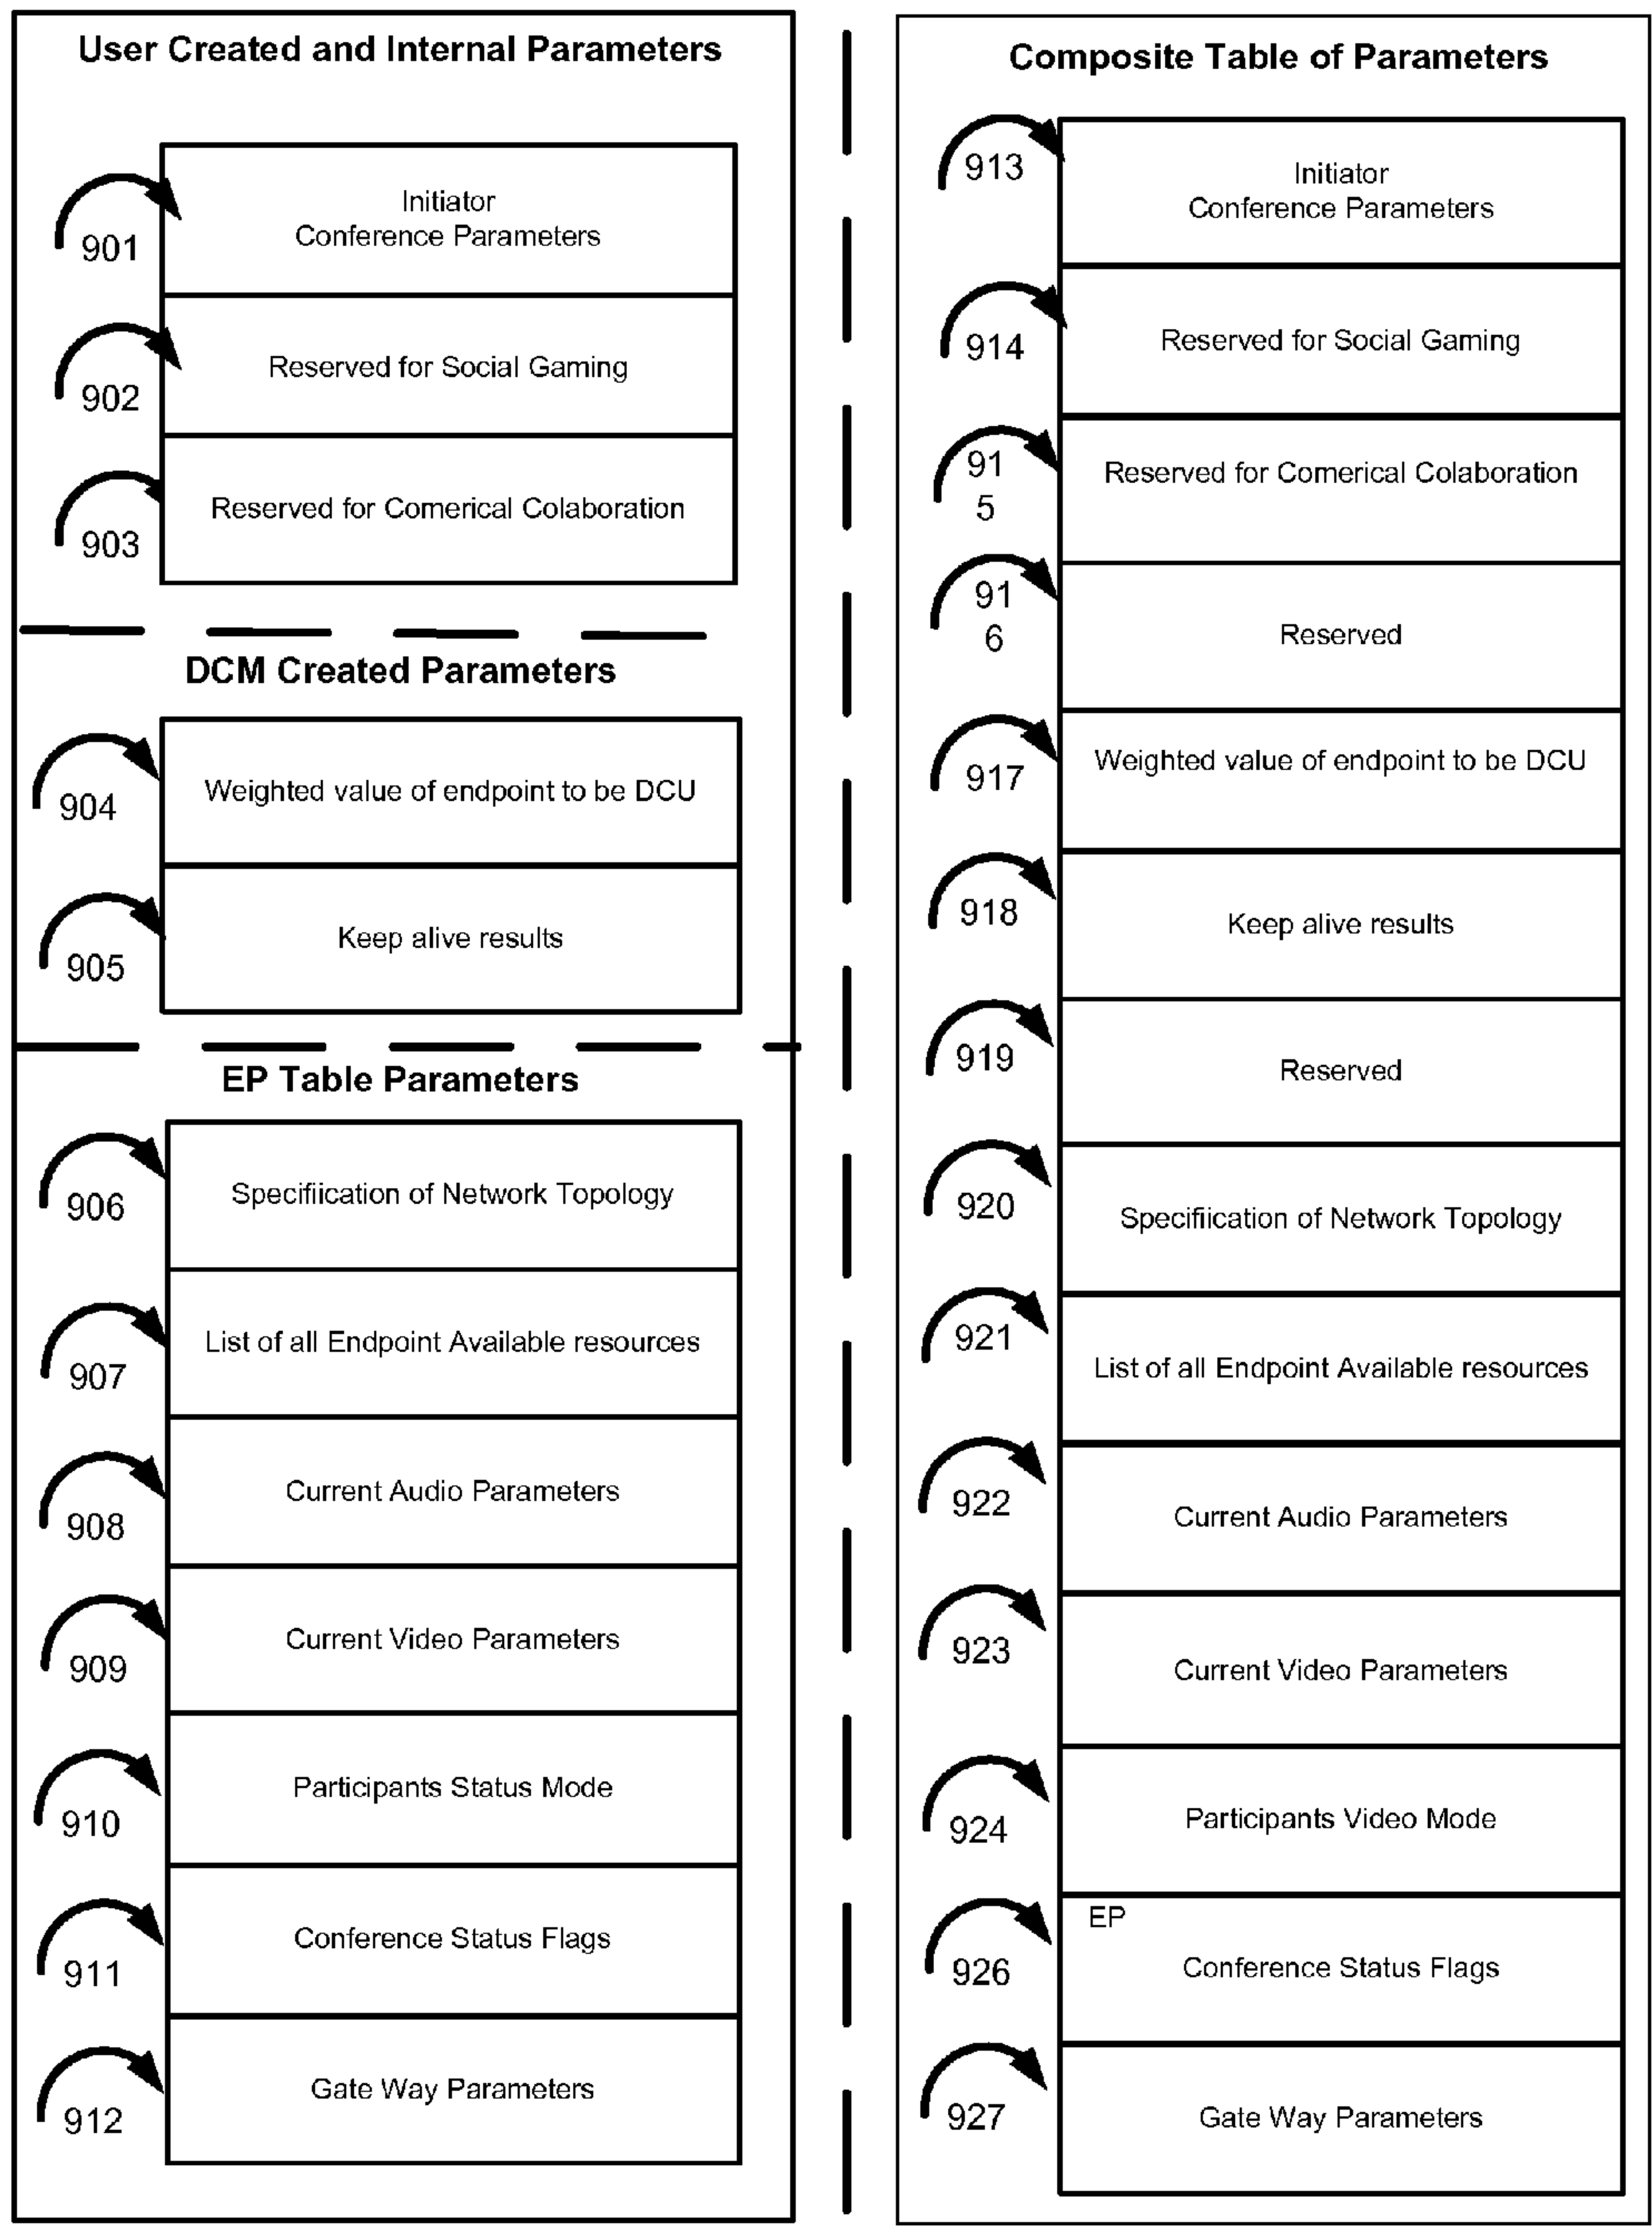 User Created and Internal Parameters
901
Initiator
Conference Parameters
902
Reserved for Social Gaming
903
Reserved for Comerical Colaboration
DCM Created Parameters
904
Weighted value of endpoint to be DCU
905
Keep alive results
EP Table Parameters
906
Specifiication of Network Topology
907
List of all Endpoint Available resources
908
Current Audio Parameters
909
Current Video Parameters
910
Participants Status Mode
911
Conference Status Flags
912
Gate Way Parameters
Composite Table of Parameters
913
Initiator
Conference Parameters
914
Reserved for Social Gaming
91
5
Reserved for Comerical Colaboration
91
6
Reserved
917
Weighted value of endpoint to be DCU
918
Keep alive results
919
Reserved
920
Specifiication of Network Topology
921
List of all Endpoint Available resources
922
Current Audio Parameters
923
Current Video Parameters
924
Participants Video Mode
926
EP
Conference Status Flags
927
Gate Way Parameters